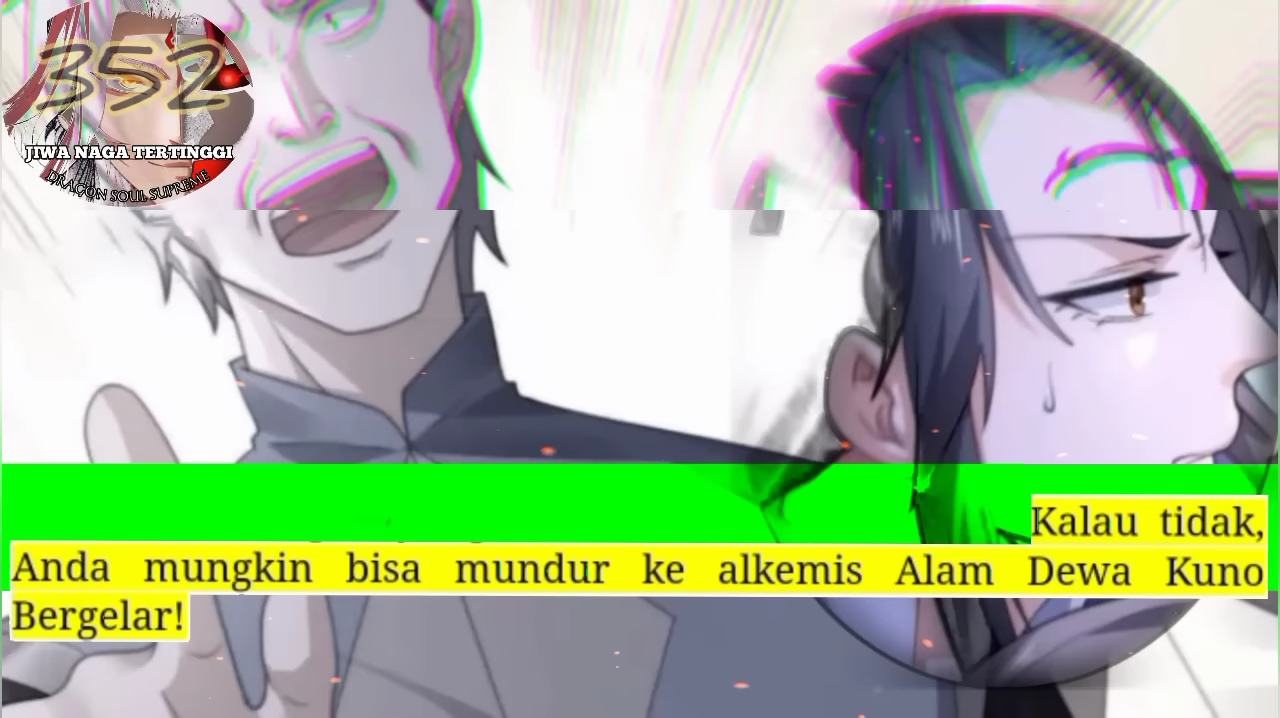 352
JIWA NAGA TERTINGGI
DRAGON SOUL SUPREME
Kalau tidak,
Anda mungkin bisa mundur ke alkemis Alam Dewa Kuno
Bergelar!